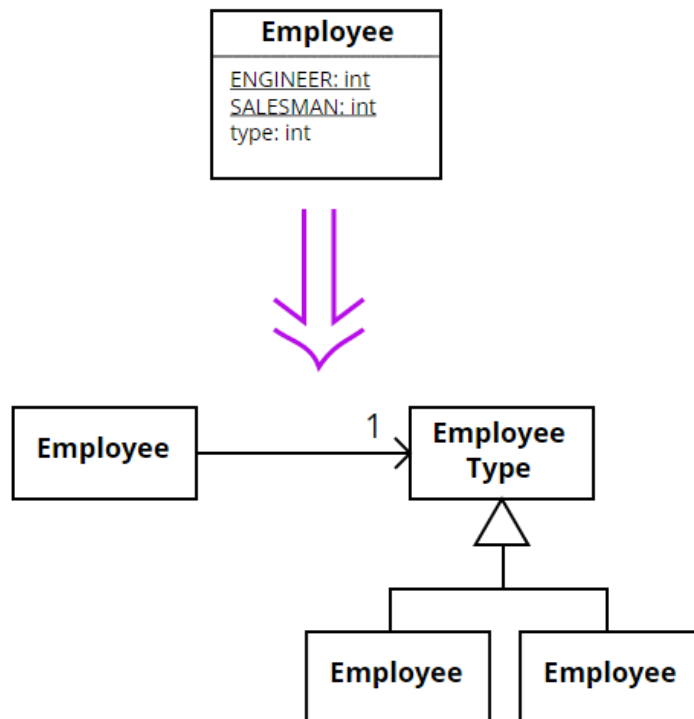 Employee
ENGINEER: int
SALESMAN: int
type: int
1
Employee
Employee
Type
Employee
Employee